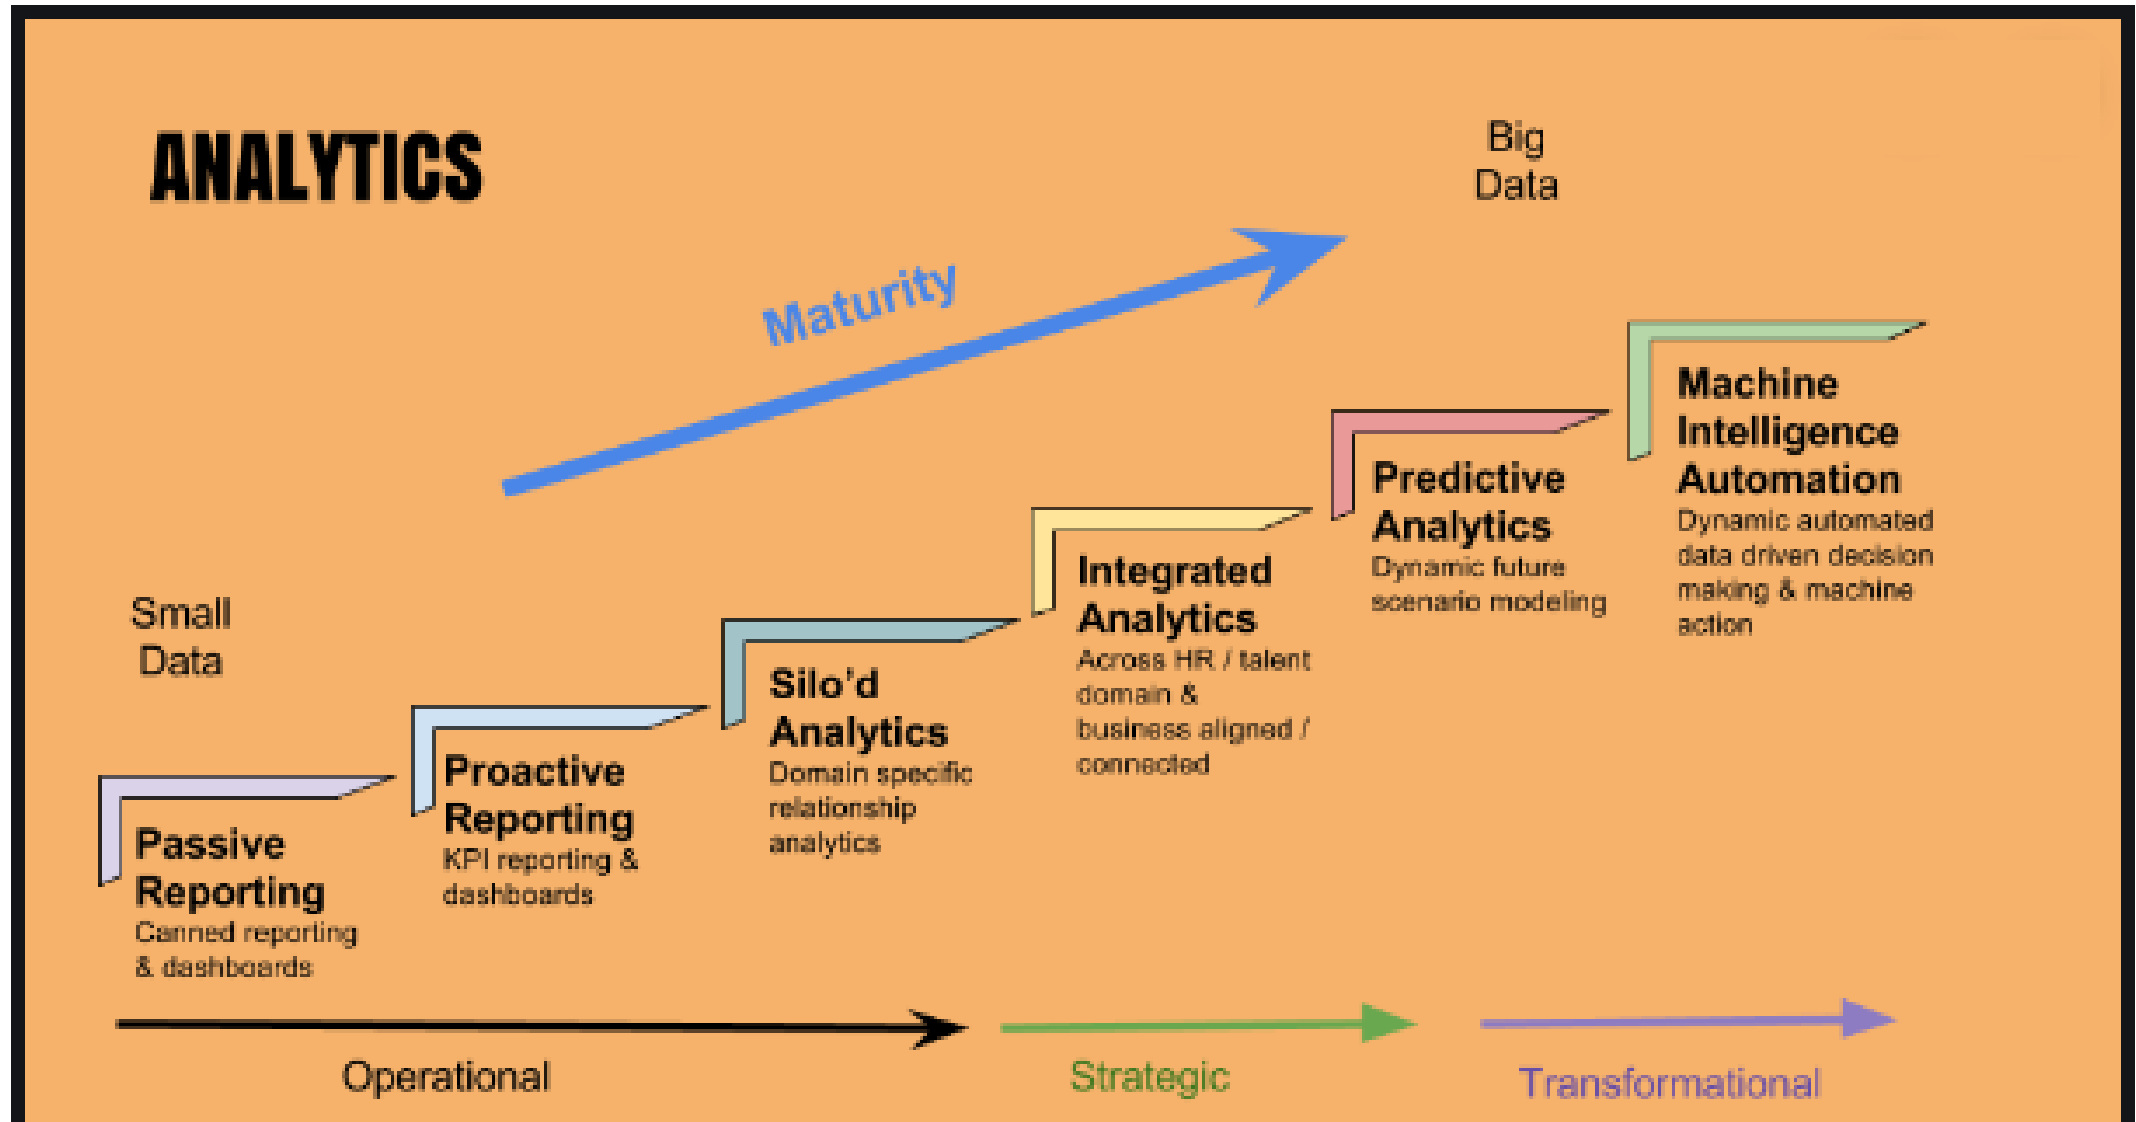 ANALYTICS
Big
Data
Maturity
Small
Data
Passive
Reporting
Canned reporting
& dashboards
Proactive
Reporting
KPI reporting &
dashboards
Silo'd
Analytics
Domain specific
relationship
analytics
Integrated
Analytics
Across HR / talent
domain &
business aligned /
connected
Predictive
Analytics
Dynamic future
scenario modeling
Machine
Intelligence
Automation
Dynamic automated
data driven decision
making & machine
action
Operational
Strategic
Transformational